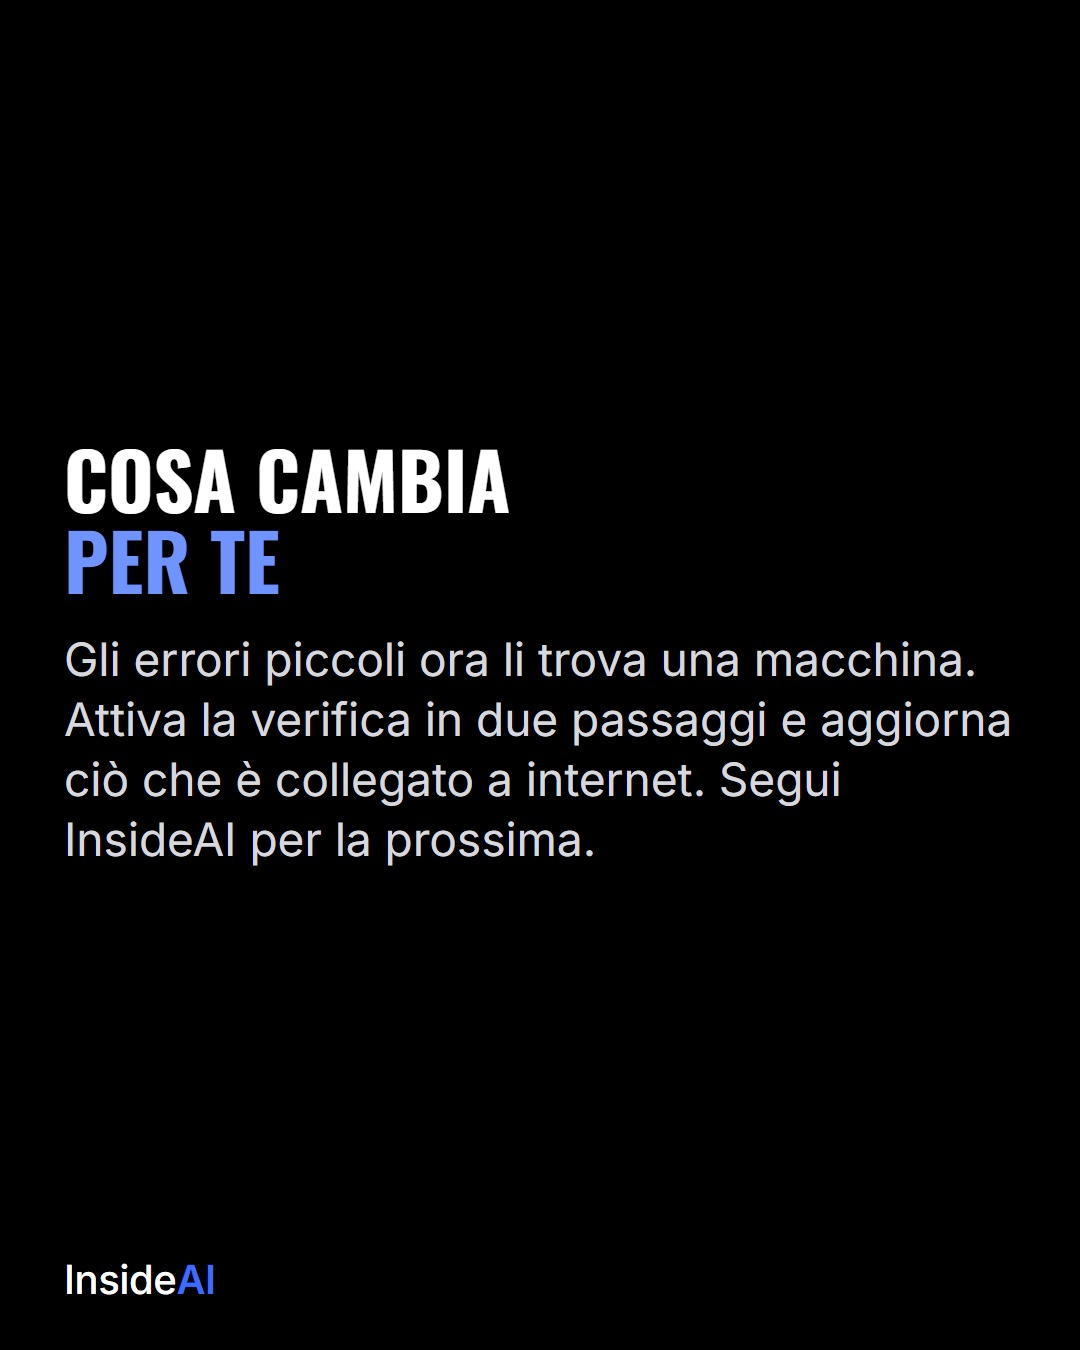 COSA CAMBIA
PER TE
Gli errori piccoli ora li trova una macchina.
Attiva la verifica in due passaggi e aggiorna
ciò che è collegato a internet. Segui
InsideAI per la prossima.
InsideAI